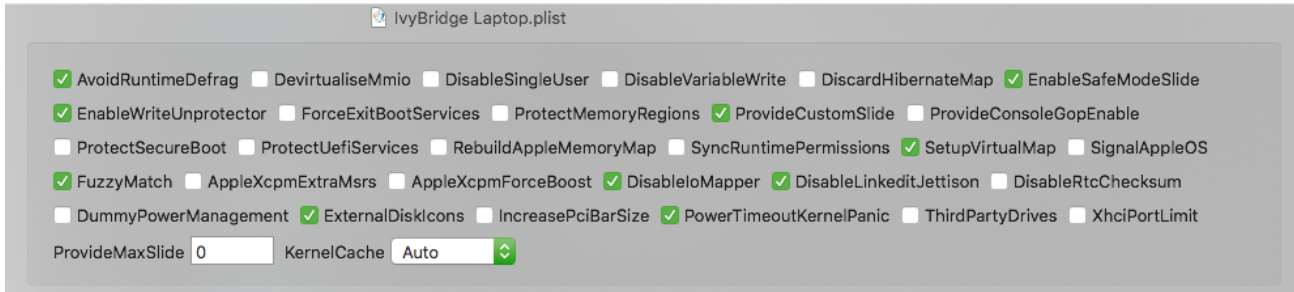 IvyBridge Laptop.plist
AvoidRuntimeDefrag DevirtualiseMmio DisableSingleUser DisableVariableWrite DiscardHibernateMap EnableSafeModeSlide
EnableWriteUnprotector ForceExitBootServices ProtectMemoryRegions ProvideCustomSlide ProvideConsoleGopEnable
ProtectSecureBoot ProtectUefiServices RebuildAppleMemoryMap SyncRuntimePermissions SetupVirtualMap SignalAppleOS
FuzzyMatch AppleXcpmExtraMsrs AppleXcpmForceBoost DisableIoMapper DisableLinkeditJettison DisableRtcChecksum
DummyPowerManagement ExternalDiskIcons IncreasePciBarSize PowerTimeoutKernelPanic ThirdPartyDrives XhciPortLimit
ProvideMaxSlide 0 KernelCache Auto